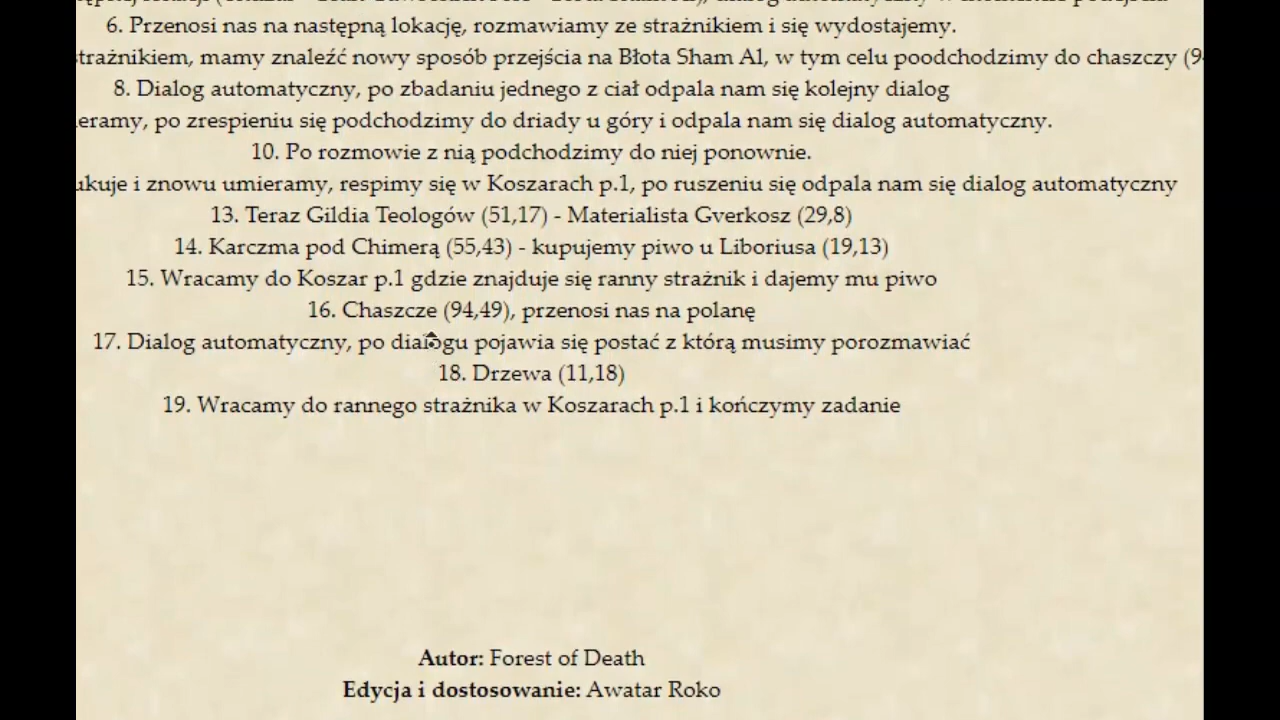 6. Przenosi nas na następną lokację, rozmawiamy ze strażnikiem i się wydostajemy.
strażnikiem, mamy znaleźć nowy sposób przejścia na Błota Sham Al, w tym celu poodchodzimy do chaszczy
8. Dialog automatyczny, po zbadaniu jednego z ciał odpala nam się kolejny dialog
po zrespieniu się podchodzimy do driady u góry i odpala nam się dialog automatyczny.
10. Po rozmowie z nią podchodzimy do niej ponownie.
i znowu umieramy, respimy się w Koszarach p.1, po ruszeniu się odpala nam się dialog automatyczny
13. Teraz Gildia Teologów (51,17) - Materialista Gverkosz (29,8)
14. Karczma pod Chimerą (55,43) - kupujemy piwo u Liboriusa (19,13)
15. Wracamy do Koszar p.1 gdzie znajduje się ranny strażnik i dajemy mu piwo
16. Chaszcze (94,49), przenosi nas na polanę
17. Dialog automatyczny, po dialogu pojawia się postać z którą musimy porozmawiać
18. Drzewa (11,18)
19. Wracamy do rannego strażnika w Koszarach p.1 i kończymy zadanie
Autor: Forest of Death
Edycja i dostosowanie: Awatar Roko